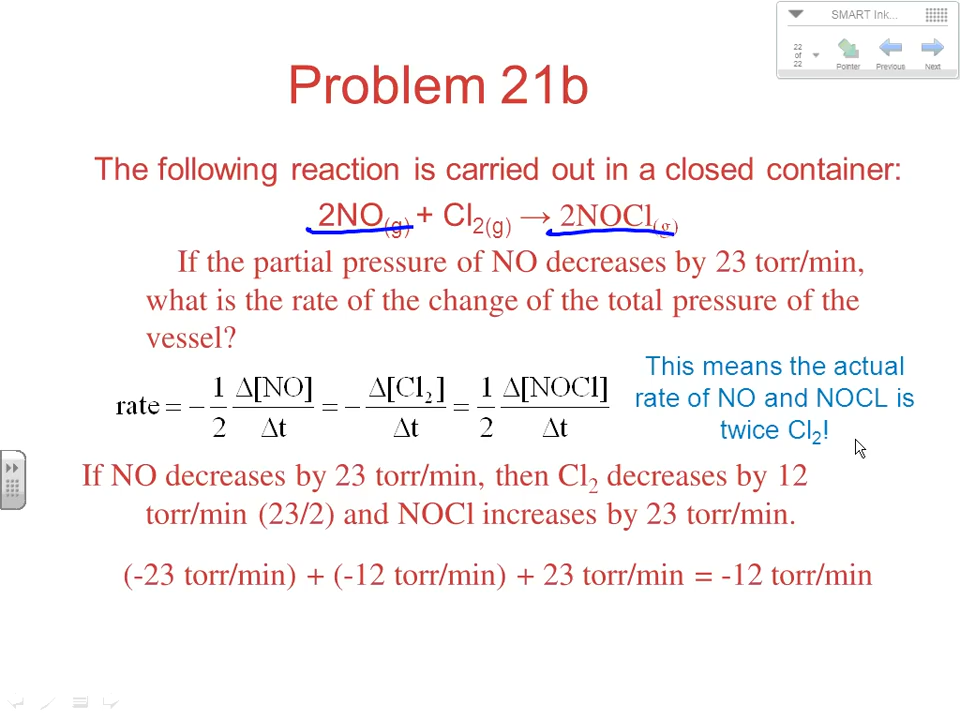 SMART Ink...
22
of
22
Pointer Previous Next
Problem 21b
The following reaction is carried out in a closed container:
2NO(g) + Cl2(g) → 2NOCl(g)
If the partial pressure of NO decreases by 23 torr/min,
what is the rate of the change of the total pressure of the
vessel?
rate = - 1/2 Δ[NO]/Δt = - Δ[Cl₂]/Δt = 1/2 Δ[NOCl]/Δt
This means the actual
rate of NO and NOCL is
twice Cl₂!
If NO decreases by 23 torr/min, then Cl₂ decreases by 12
torr/min (23/2) and NOCl increases by 23 torr/min.
(-23 torr/min) + (-12 torr/min) + 23 torr/min = -12 torr/min